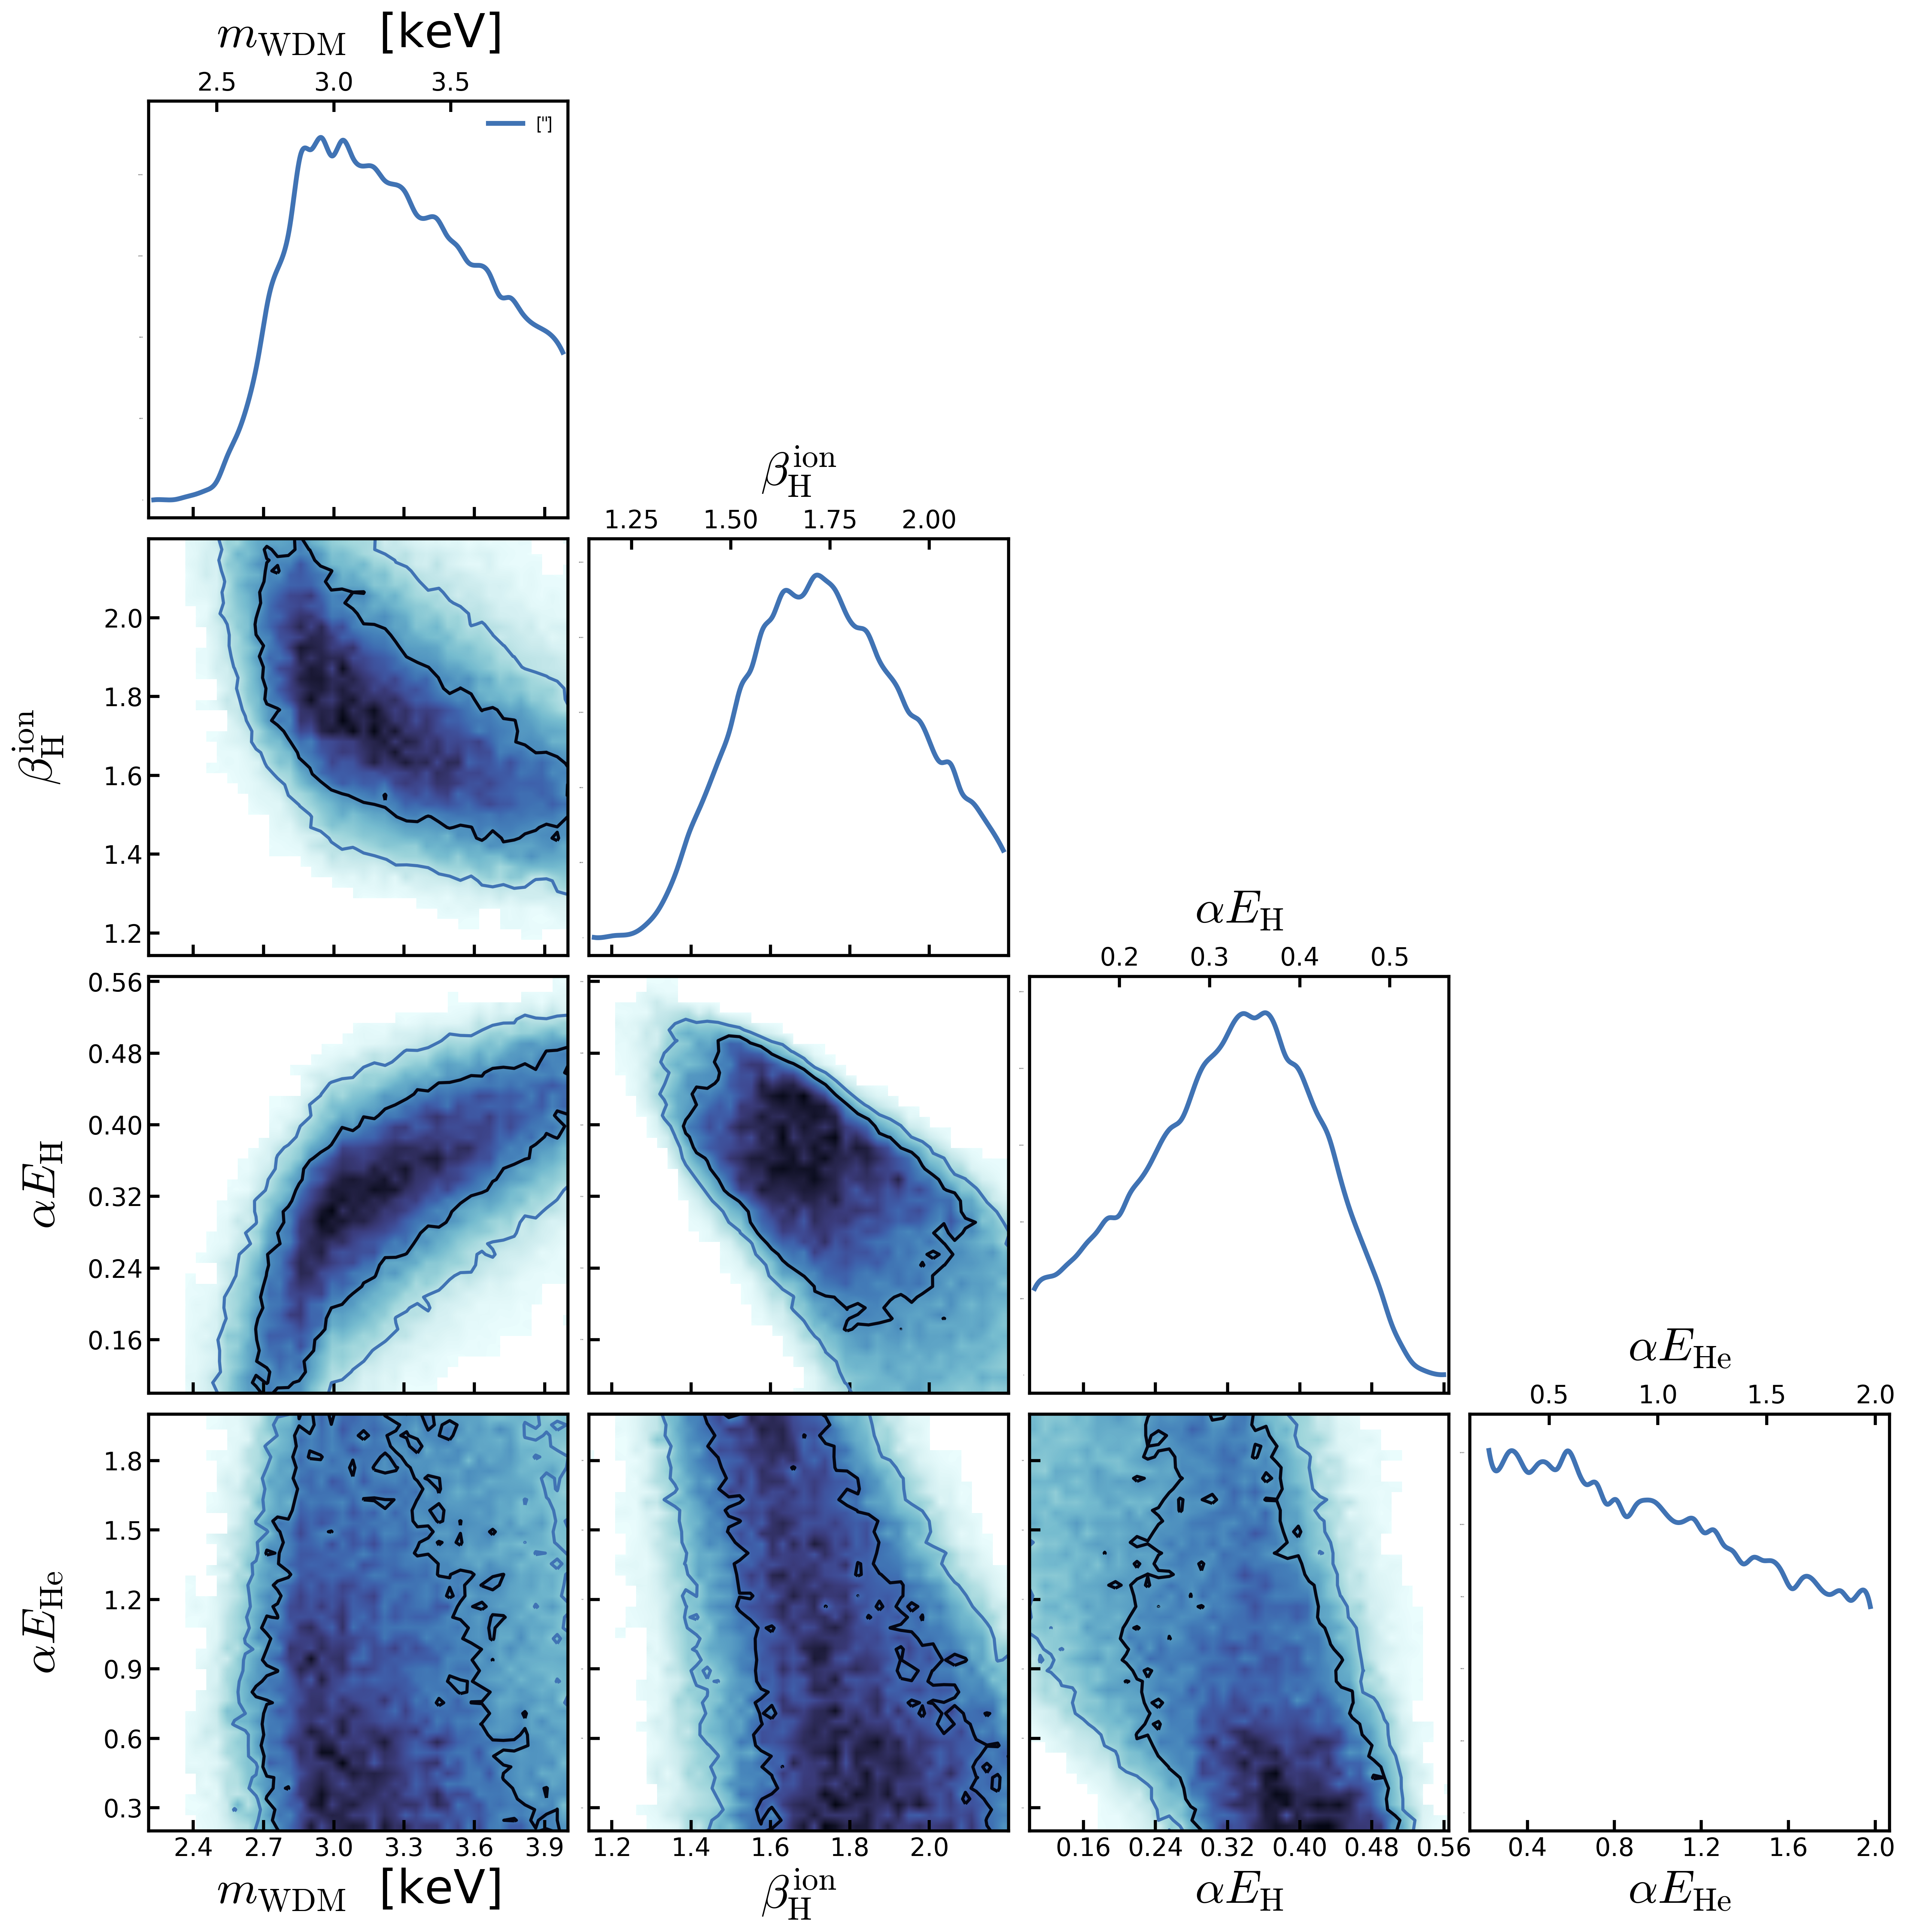 m_WDM [keV]
2.5 3.0 3.5
['']
β_H^ion
1.25 1.50 1.75 2.00
β_H^ion
2.0
1.8
1.6
1.4
1.2
αE_H
0.2 0.3 0.4 0.5
αE_H
0.56
0.48
0.40
0.32
0.24
0.16
αE_He
0.5 1.0 1.5 2.0
αE_He
1.8
1.5
1.2
0.9
0.6
0.3
2.4 2.7 3.0 3.3 3.6 3.9
1.2 1.4 1.6 1.8 2.0
0.16 0.24 0.32 0.40 0.48 0.56
0.4 0.8 1.2 1.6 2.0
m_WDM [keV]
β_H^ion
αE_H
αE_He